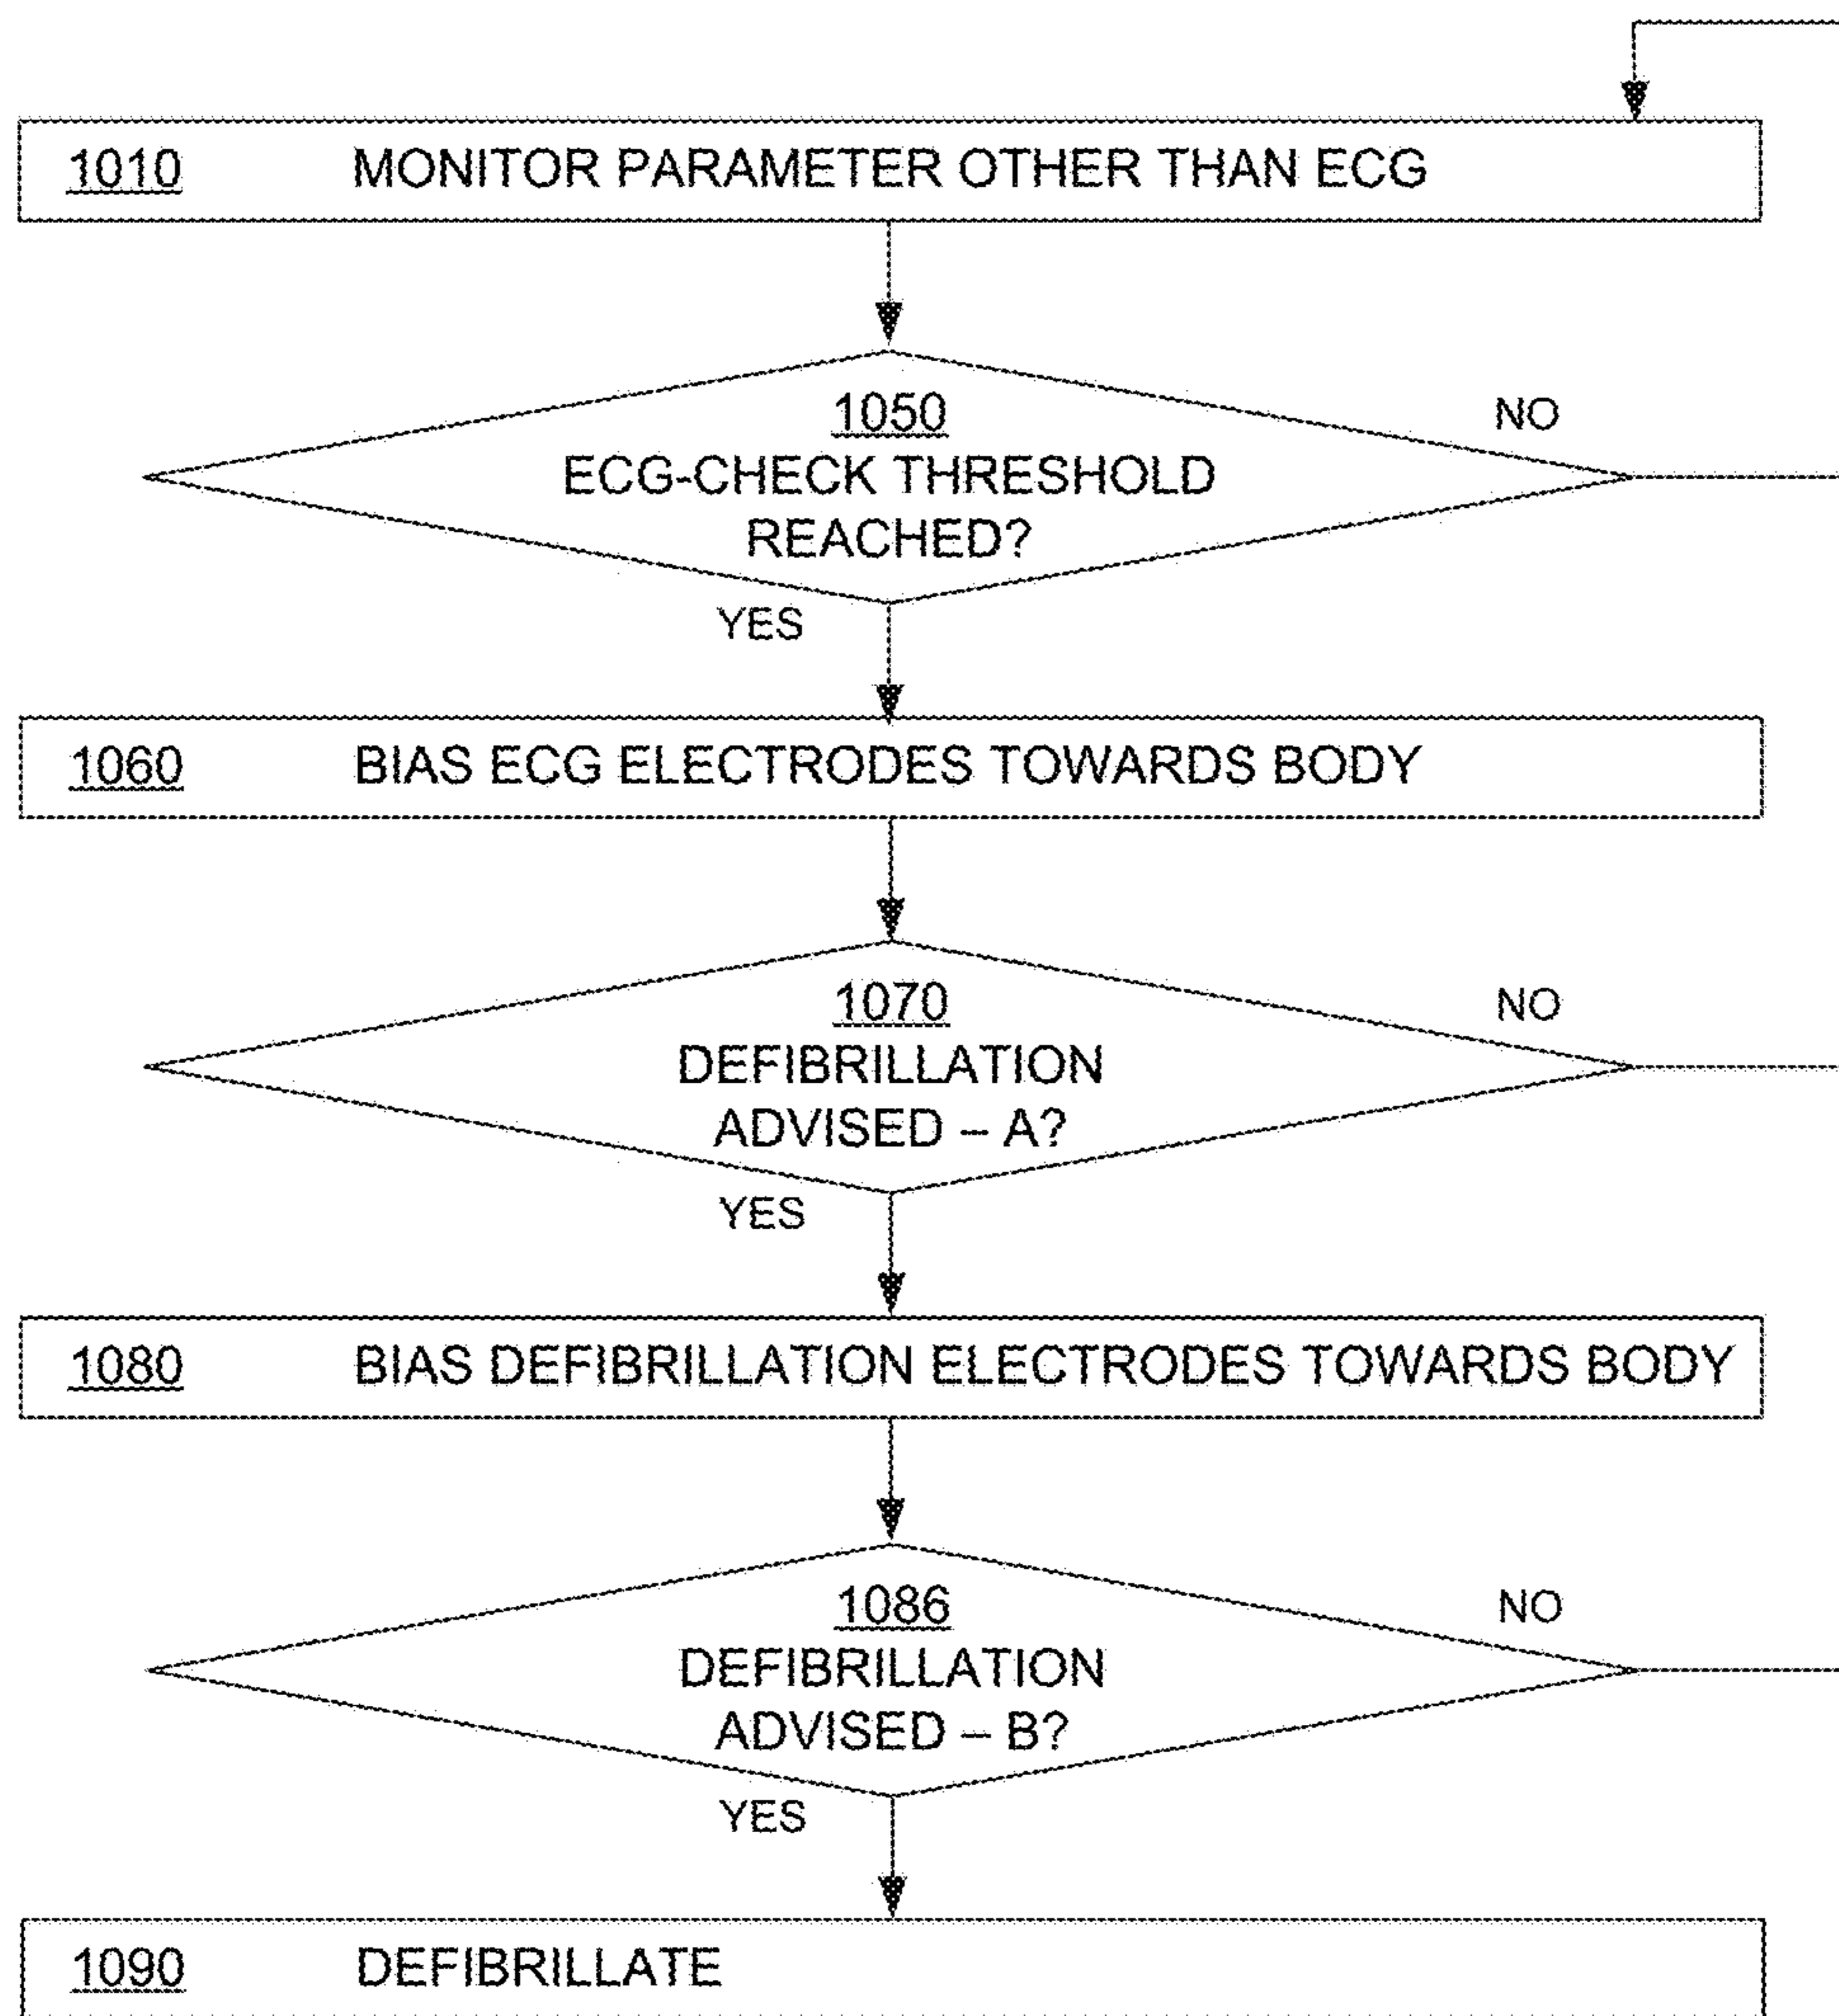 1010 MONITOR PARAMETER OTHER THAN ECG
1050
ECG-CHECK THRESHOLD
REACHED?
NO
YES
1060 BIAS ECG ELECTRODES TOWARDS BODY
1070
DEFIBRILLATION
ADVISED – A?
NO
YES
1080 BIAS DEFIBRILLATION ELECTRODES TOWARDS BODY
1086
DEFIBRILLATION
ADVISED – B?
NO
YES
1090 DEFIBRILLATE